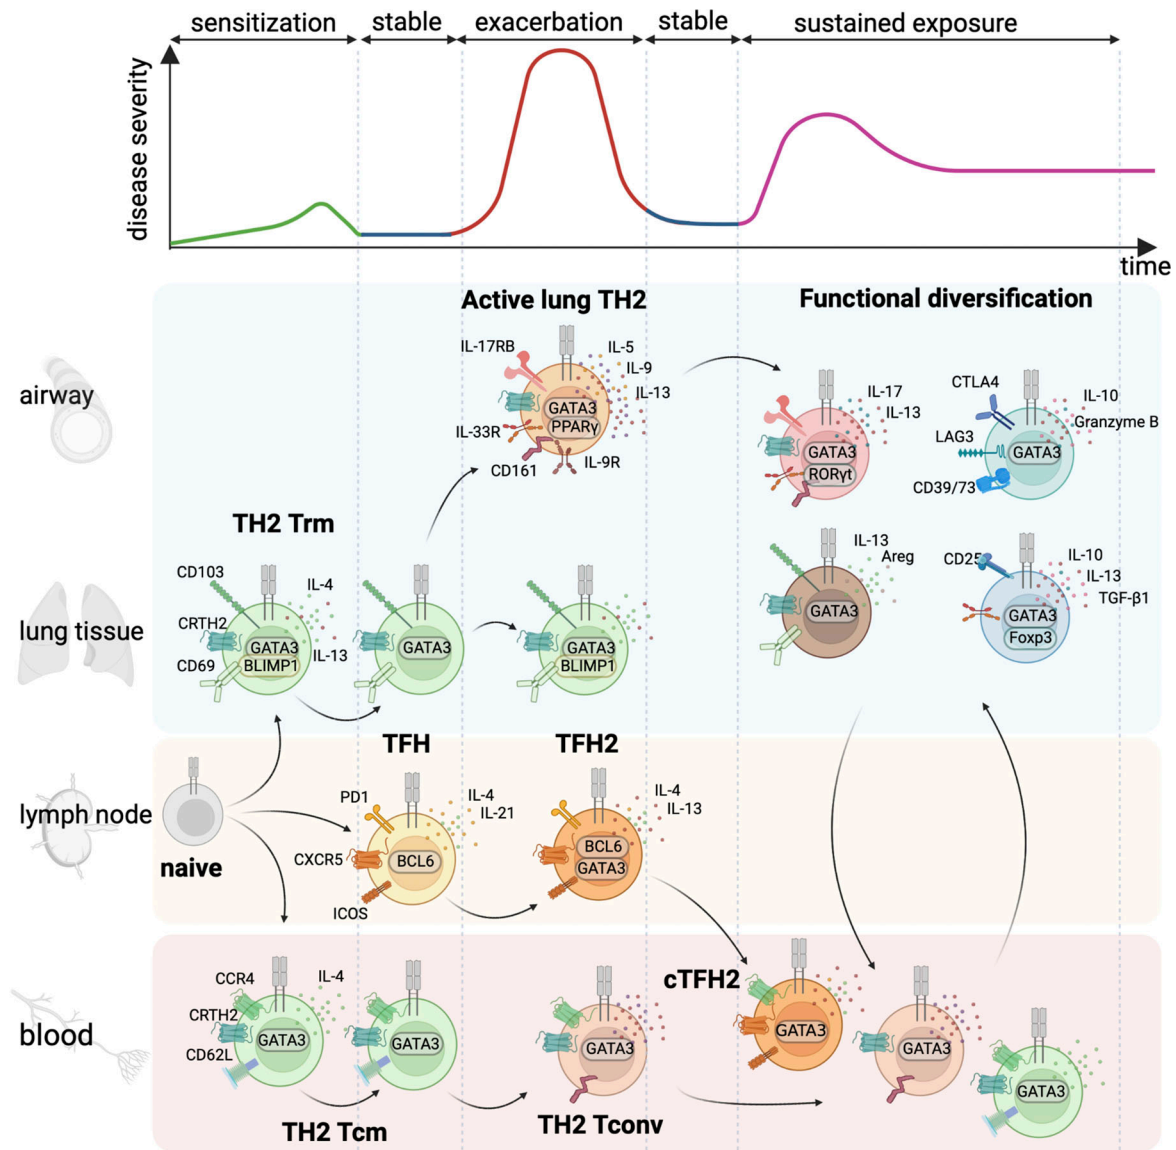 sensitization
stable
exacerbation
stable
sustained exposure
disease severity
time
Active lung TH2
Functional diversification
airway
IL-17RB
IL-5
IL-9
IL-13
GATA3
PPARγ
IL-33R
CD161
IL-9R
IL-17
IL-13
GATA3
RORγt
CTLA4
IL-10
Granzyme B
LAG3
GATA3
CD39/73
TH2 Trm
lung tissue
CD103
IL-4
CRTH2
GATA3
BLIMP1
IL-13
CD69
GATA3
GATA3
BLIMP1
IL-13
Areg
GATA3
CD25
IL-10
IL-13
TGF-β1
GATA3
Foxp3
lymph node
naive
TFH
TFH2
PD1
IL-4
IL-21
CXCR5
BCL6
ICOS
IL-4
IL-13
BCL6
GATA3
blood
CCR4
IL-4
CRTH2
GATA3
CD62L
GATA3
TH2 Tcm
GATA3
TH2 Tconv
cTFH2
GATA3
GATA3
GATA3